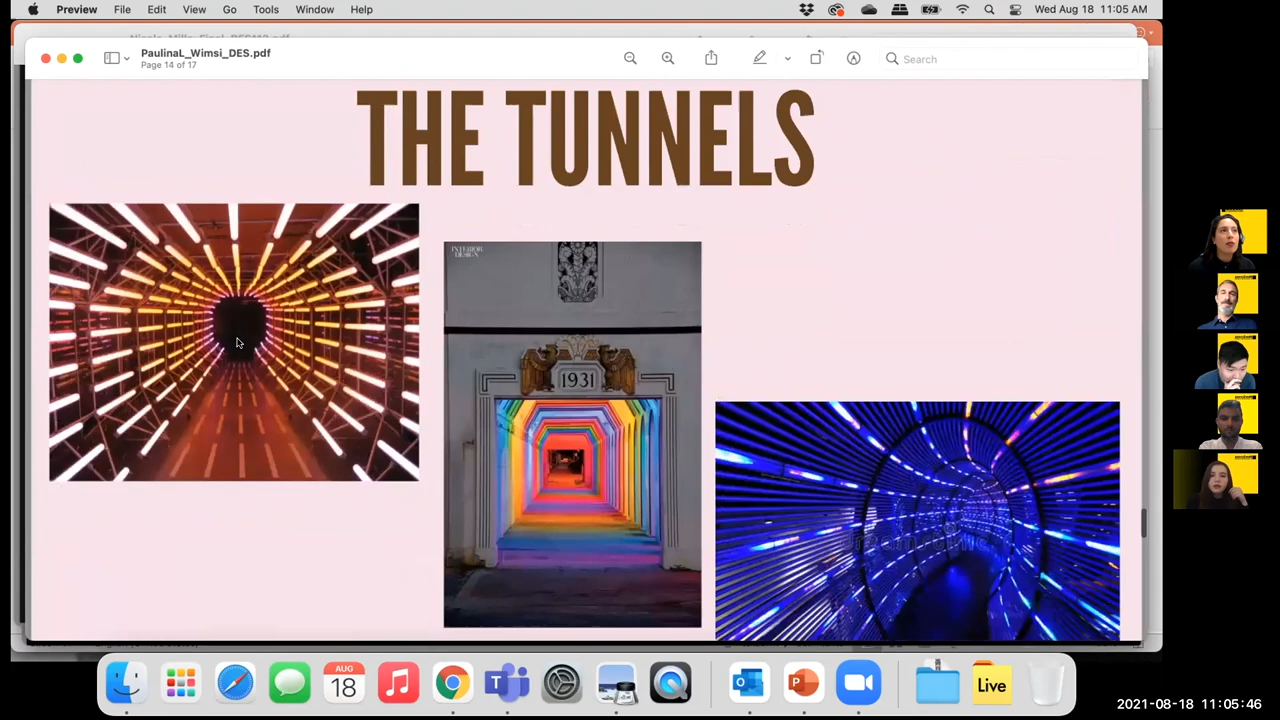 Preview File Edit View Go Tools Window Help Wed Aug 18 11:05 AM
PaulinaL_Wimsi_DES.pdf
Page 14 of 17
Search
THE TUNNELS
INTERIOR
DESIGN
1931
AUG
18
Live
2021-08-18 11:05:46